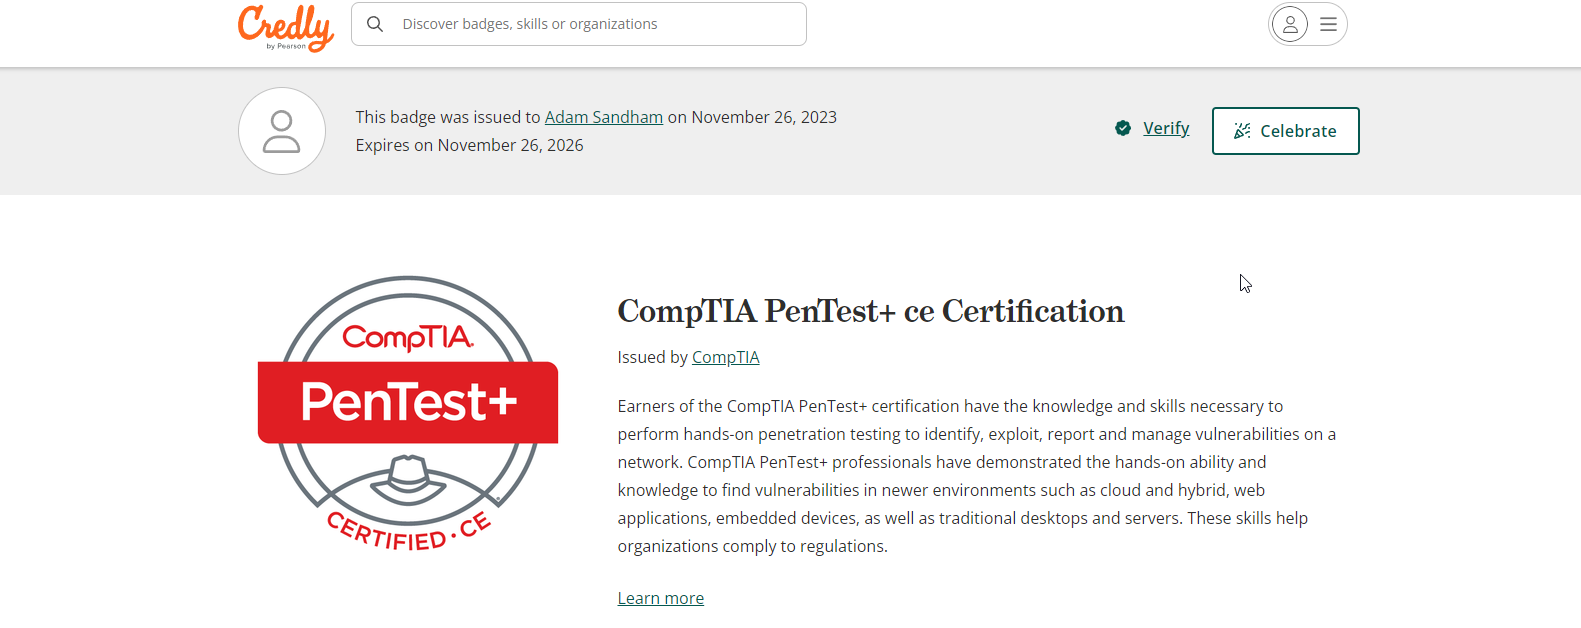 Credly
by Pearson
Discover badges, skills or organizations
This badge was issued to Adam Sandham on November 26, 2023
Expires on November 26, 2026
Verify
Celebrate
CompTIA.
PenTest+
CERTIFIED·CE
CompTIA PenTest+ ce Certification
Issued by CompTIA
Earners of the CompTIA PenTest+ certification have the knowledge and skills necessary to
perform hands-on penetration testing to identify, exploit, report and manage vulnerabilities on a
network. CompTIA PenTest+ professionals have demonstrated the hands-on ability and
knowledge to find vulnerabilities in newer environments such as cloud and hybrid, web
applications, embedded devices, as well as traditional desktops and servers. These skills help
organizations comply to regulations.
Learn more